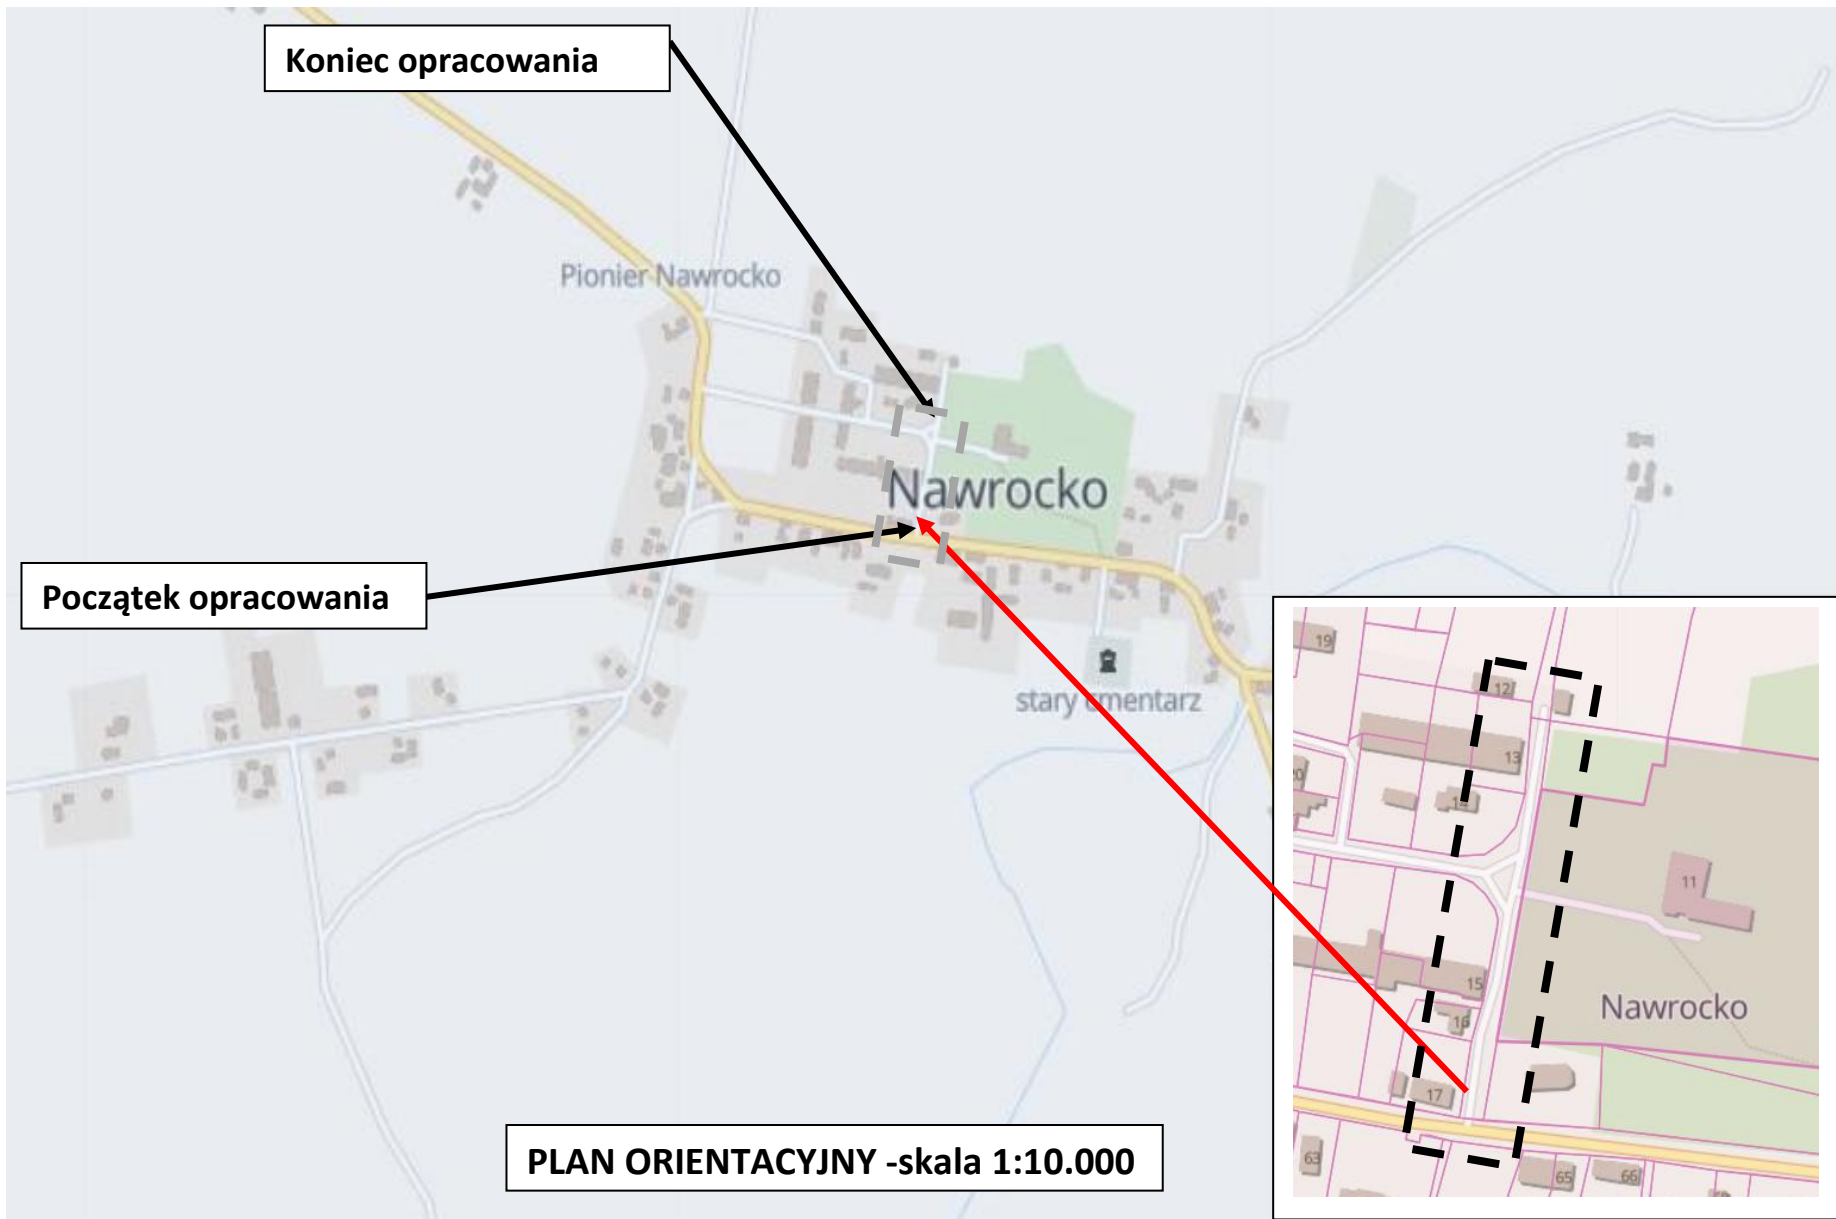 Koniec opracowania
Pionier Nawrocko
Nawrocko
Początek opracowania
stary cmentarz
PLAN ORIENTACYJNY -skala 1:10.000
19
12
13
20
14
11
15
16
Nawrocko
17
63
65
66